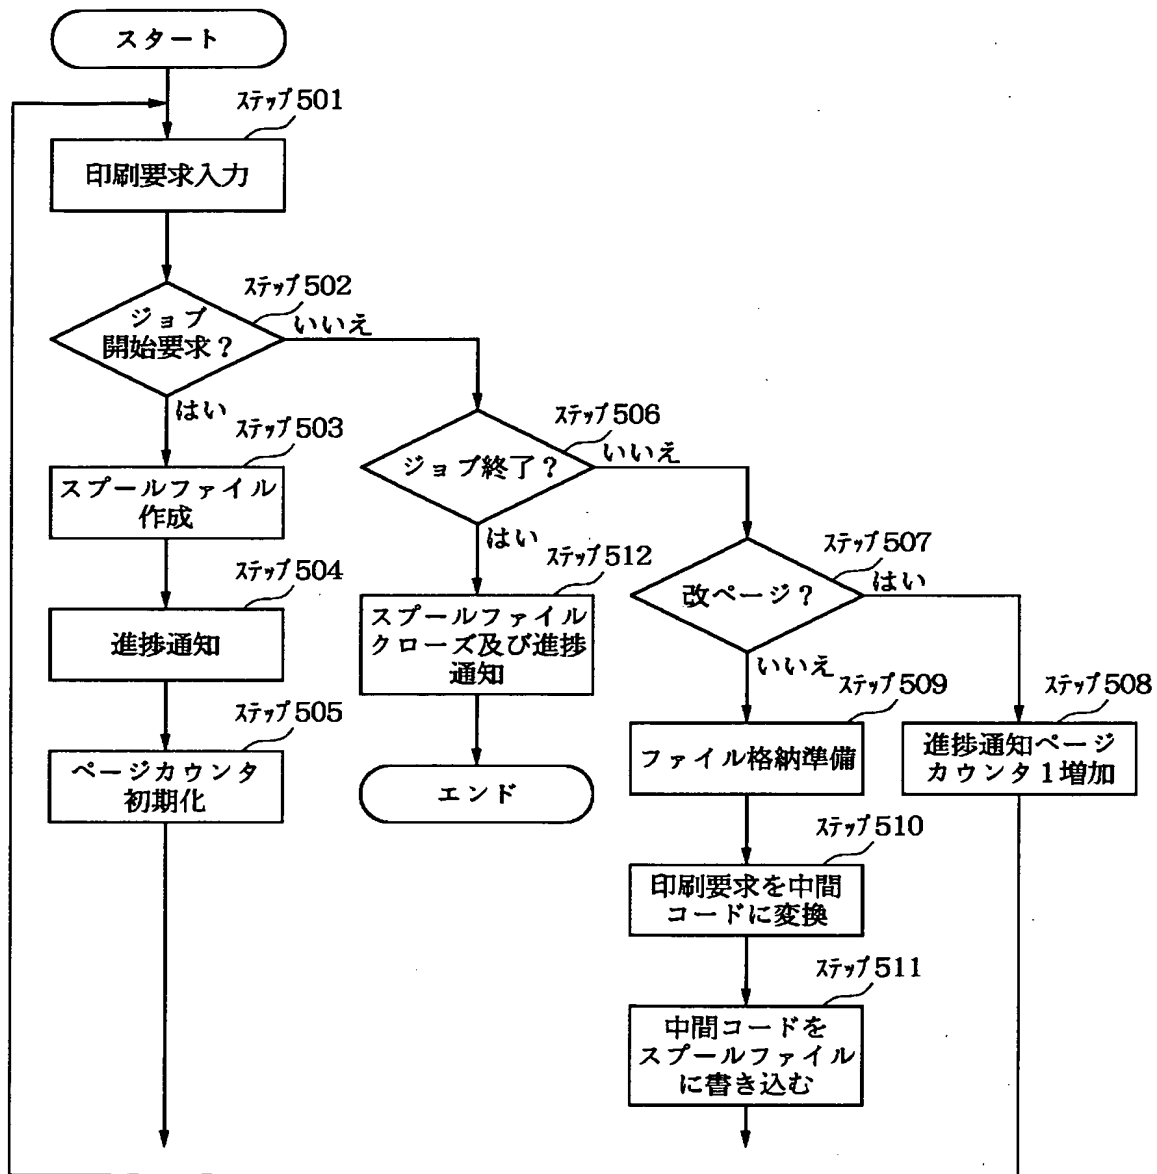 スタート
ステップ501
印刷要求入力
ステップ502
ジョブ
開始要求？
いいえ
はい
ステップ503
スプールファイル
作成
ステップ504
進捗通知
ステップ505
ページカウンタ
初期化
ステップ506
ジョブ終了？
いいえ
はい
ステップ512
スプールファイル
クローズ及び進捗
通知
エンド
ステップ507
改ページ？
はい
いいえ
ステップ509
ファイル格納準備
ステップ508
進捗通知ページ
カウンタ1増加
ステップ510
印刷要求を中間
コードに変換
ステップ511
中間コードを
スプールファイル
に書き込む